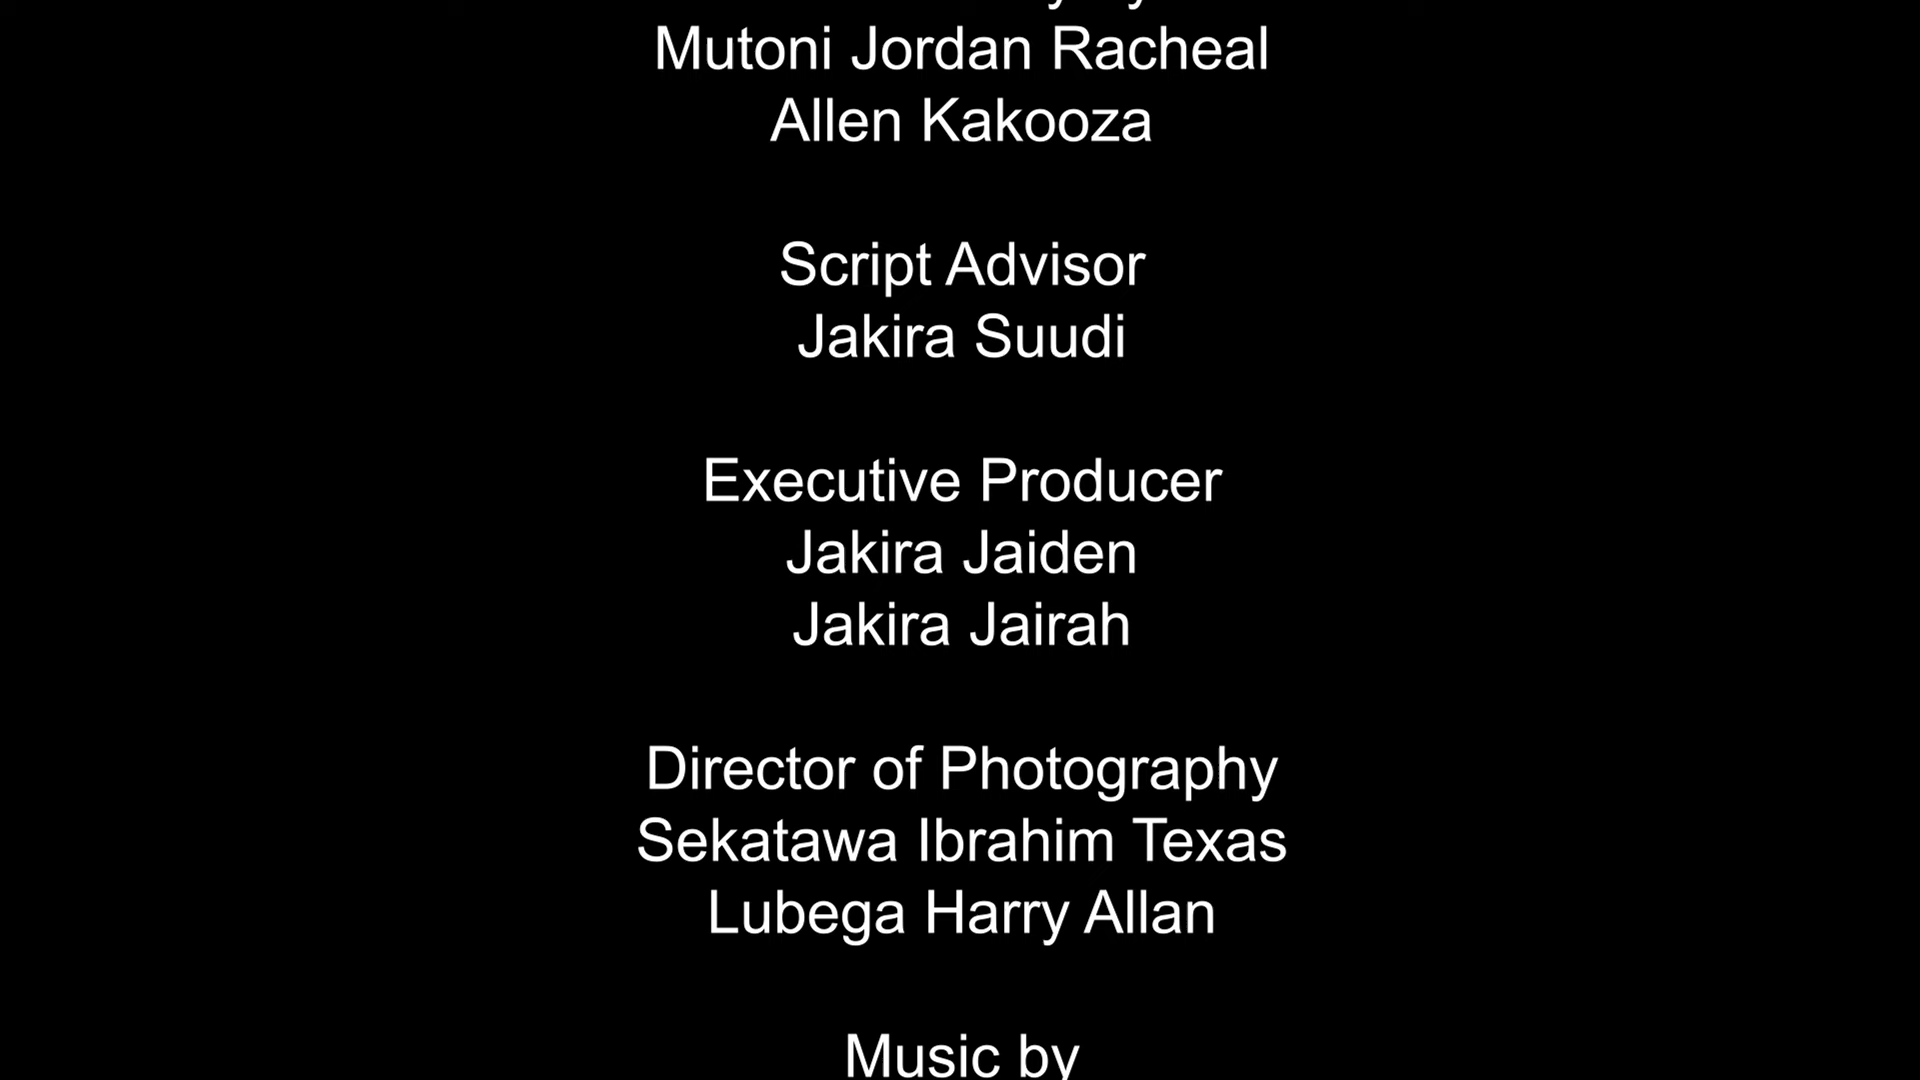 Mutoni Jordan Racheal
Allen Kakooza
Script Advisor
Jakira Suudi
Executive Producer
Jakira Jaiden
Jakira Jairah
Director of Photography
Sekatawa Ibrahim Texas
Lubega Harry Allan
Music by